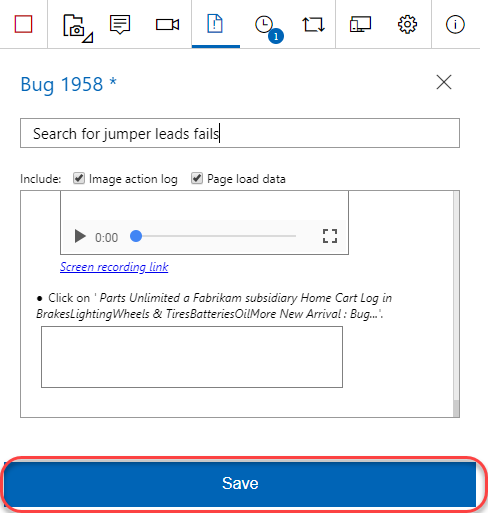 1
Bug 1958 *
Search for jumper leads fails
Include: Image action log Page load data
0:00
Screen recording link
● Click on ' Parts Unlimited a Fabrikam subsidiary Home Cart Log in
BrakesLightingWheels & TiresBatteriesOilMore New Arrival : Bug...'.
Save